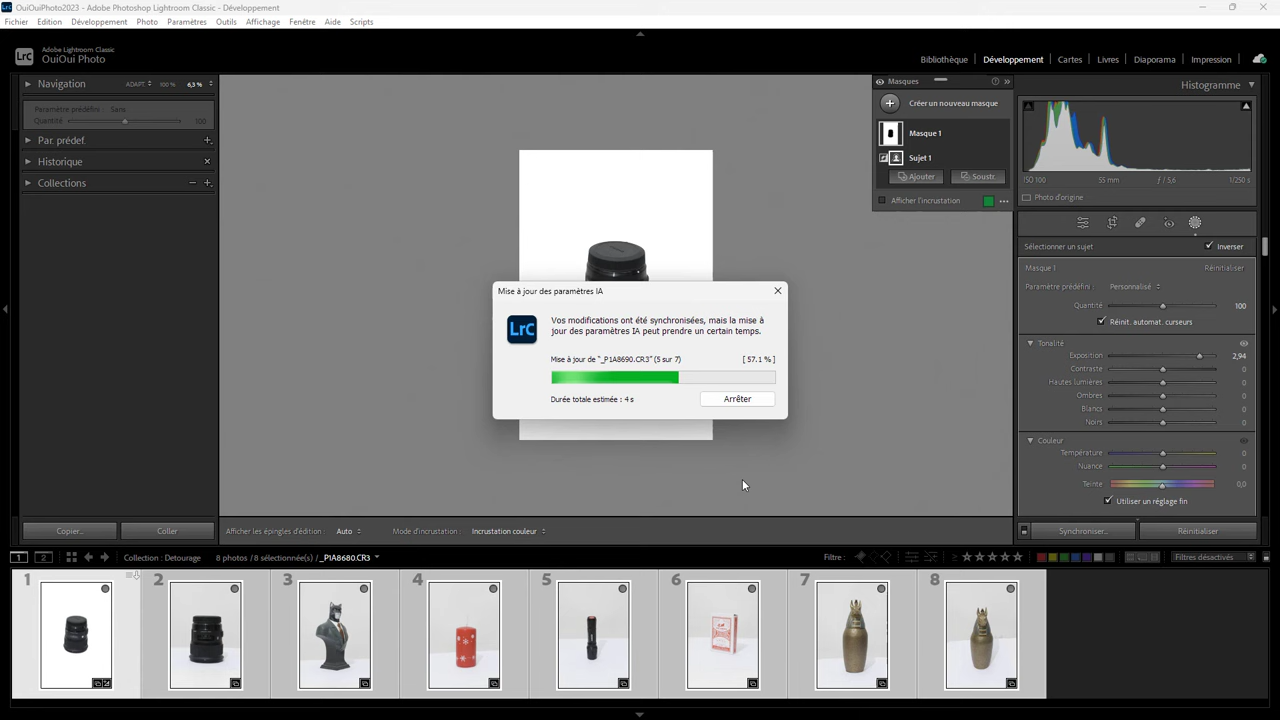 OuiOuiPhoto2023 - Adobe Photoshop Lightroom Classic - Développement
Fichier Edition Développement Photo Paramètres Outils Affichage Fenêtre Aide Scripts
Lrc
Adobe Lightroom Classic
OuiOui Photo
Bibliothèque Développement Cartes Livres Diaporama Impression
Navigation ADAPT 100 % 6,3 %
Paramètre prédéfini : Sans
Quantité 100
Par. prédéf.
Historique
Collections
Masques
Créer un nouveau masque
Masque 1
Sujet 1
Ajouter Soustr.
Afficher l'incrustation
Histogramme
ISO 100 55 mm ƒ / 5,6 1/250 s
Photo d'origine
Sélectionner un sujet Inverser
Masque 1 Réinitialiser
Paramètre prédéfini : Personnalisé
Quantité 100
Réinit. automat. curseurs
Tonalité
Exposition 2,94
Contraste 0
Hautes lumières 0
Ombres 0
Blancs 0
Noirs 0
Couleur
Température 0
Nuance 0
Teinte 0,0
Utiliser un réglage fin
Mise à jour des paramètres IA
Lrc
Vos modifications ont été synchronisées, mais la mise à
jour des paramètres IA peut prendre un certain temps.
Mise à jour de "_P1A8690.CR3" (5 sur 7) [ 57.1 % ]
Durée totale estimée : 4 s Arrêter
Copier... Coller Afficher les épingles d'édition : Auto Mode d'incrustation : Incrustation couleur Synchroniser... Réinitialiser
1 2 Collection : Detourage 8 photos / 8 sélectionnée(s) / _P1A8680.CR3 Filtre : Filtres désactivés
1 2 3 4 5 6 7 8